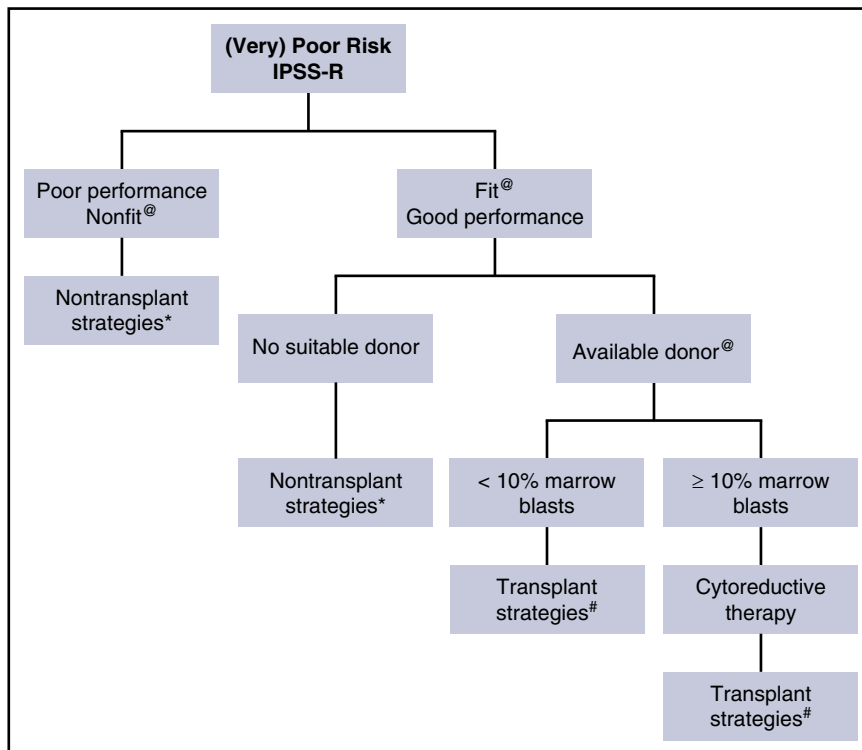 (Very) Poor Risk
IPSS-R
Poor performance
Nonfit@
Fit@
Good performance
Nontransplant
strategies*
No suitable donor
Available donor@
Nontransplant
strategies*
< 10% marrow
blasts
≥ 10% marrow
blasts
Transplant
strategies#
Cytoreductive
therapy
Transplant
strategies#